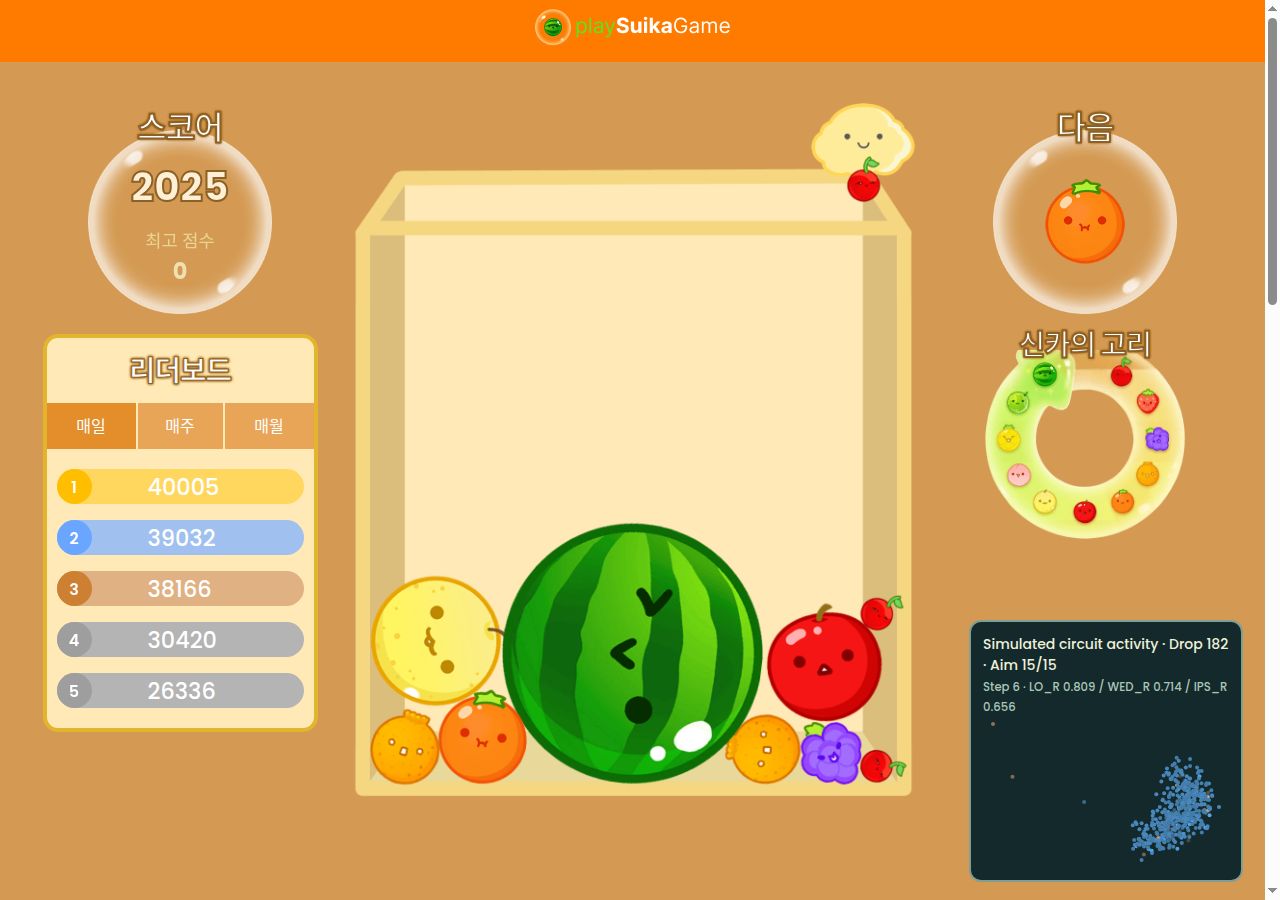 playSuikaGame
스코어
2025
최고 점수
0
리더보드
매일 매주 매월
1 40005
2 39032
3 38166
4 30420
5 26336
다음
신카의 고리
Simulated circuit activity · Drop 182
· Aim 15/15
Step 6 · LO_R 0.809 / WED_R 0.714 / IPS_R
0.656